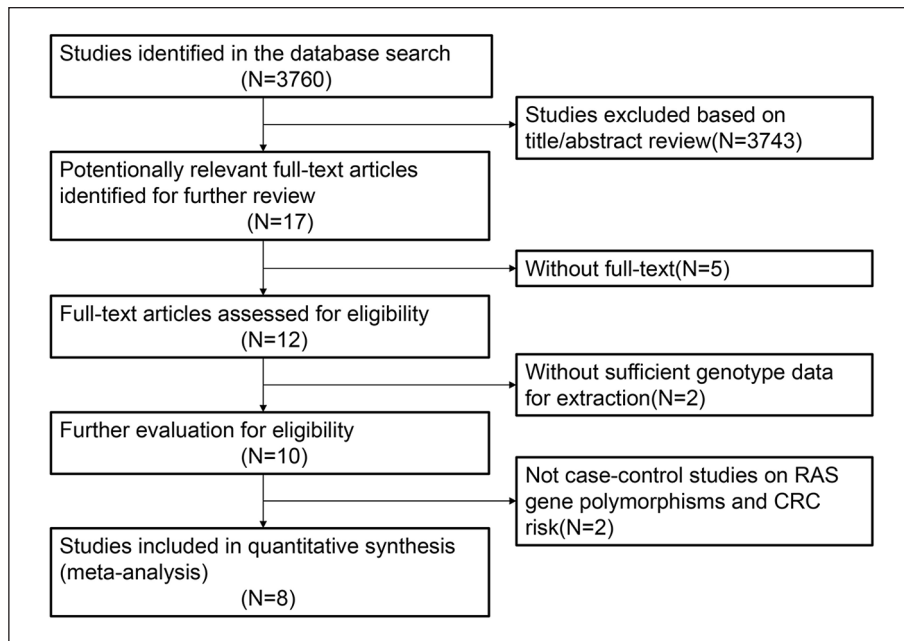 Studies identified in the database search
(N=3760)
Studies excluded based on
title/abstract review(N=3743)
Potentially relevant full-text articles
identified for further review
(N=17)
Without full-text(N=5)
Full-text articles assessed for eligibility
(N=12)
Without sufficient genotype data
for extraction(N=2)
Further evaluation for eligibility
(N=10)
Not case-control studies on RAS
gene polymorphisms and CRC
risk(N=2)
Studies included in quantitative synthesis
(meta-analysis)
(N=8)